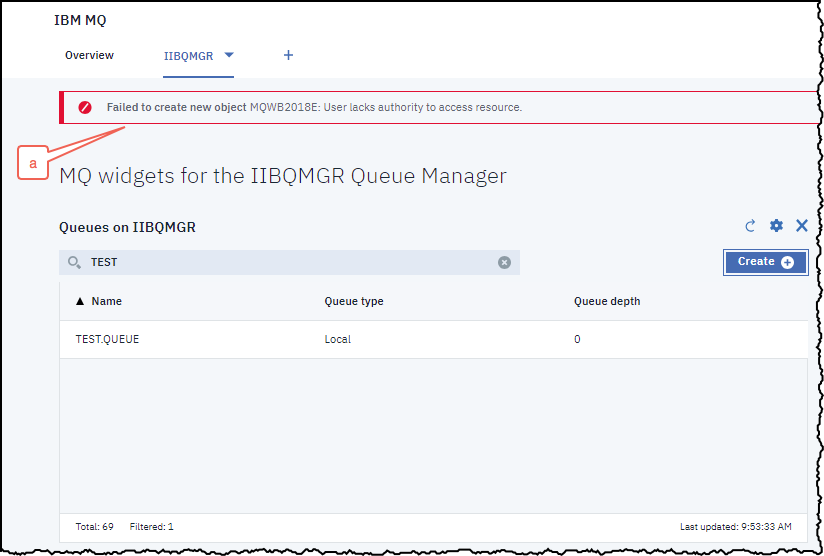 IBM MQ
Overview IIBQMGR +
Failed to create new object MQWB2018E: User lacks authority to access resource.
a
MQ widgets for the IIBQMGR Queue Manager
Queues on IIBQMGR
TEST Create
Name Queue type Queue depth
TEST.QUEUE Local 0
Total: 69 Filtered: 1 Last updated: 9:53:33 AM